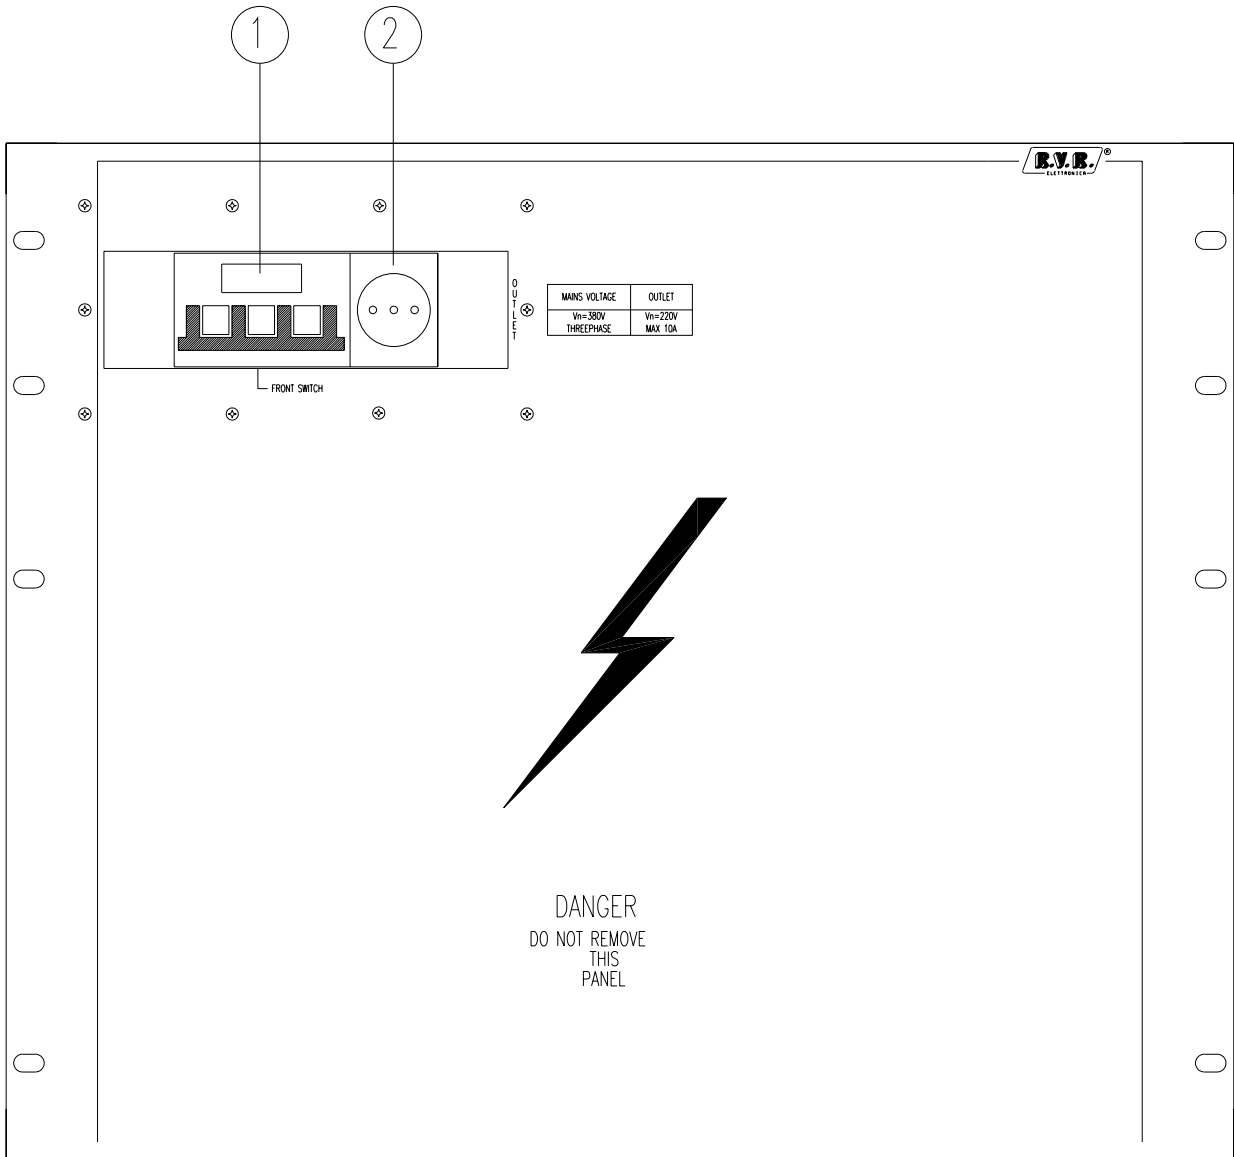 1
2
R.V.R.®
ELETTRONICA
OUTLET
MAINS VOLTAGE OUTLET
Vn=380V Vn=220V
THREEPHASE MAX 10A
FRONT SWITCH
DANGER
DO NOT REMOVE
THIS
PANEL